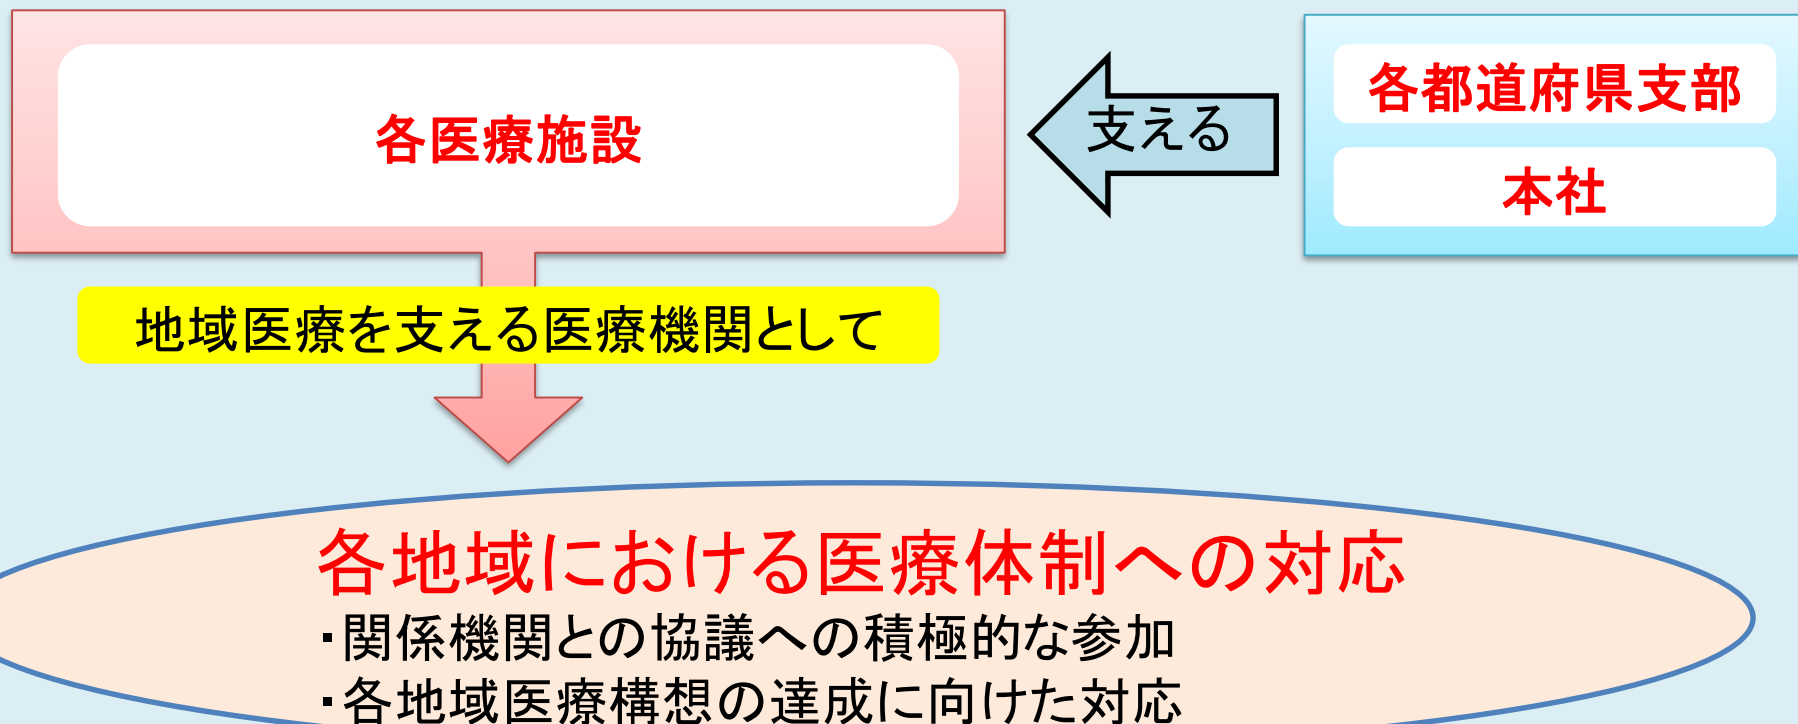 各医療施設
支える
各都道府県支部
本社
地域医療を支える医療機関として
各地域における医療体制への対応
・関係機関との協議への積極的な参加
・各地域医療構想の達成に向けた対応